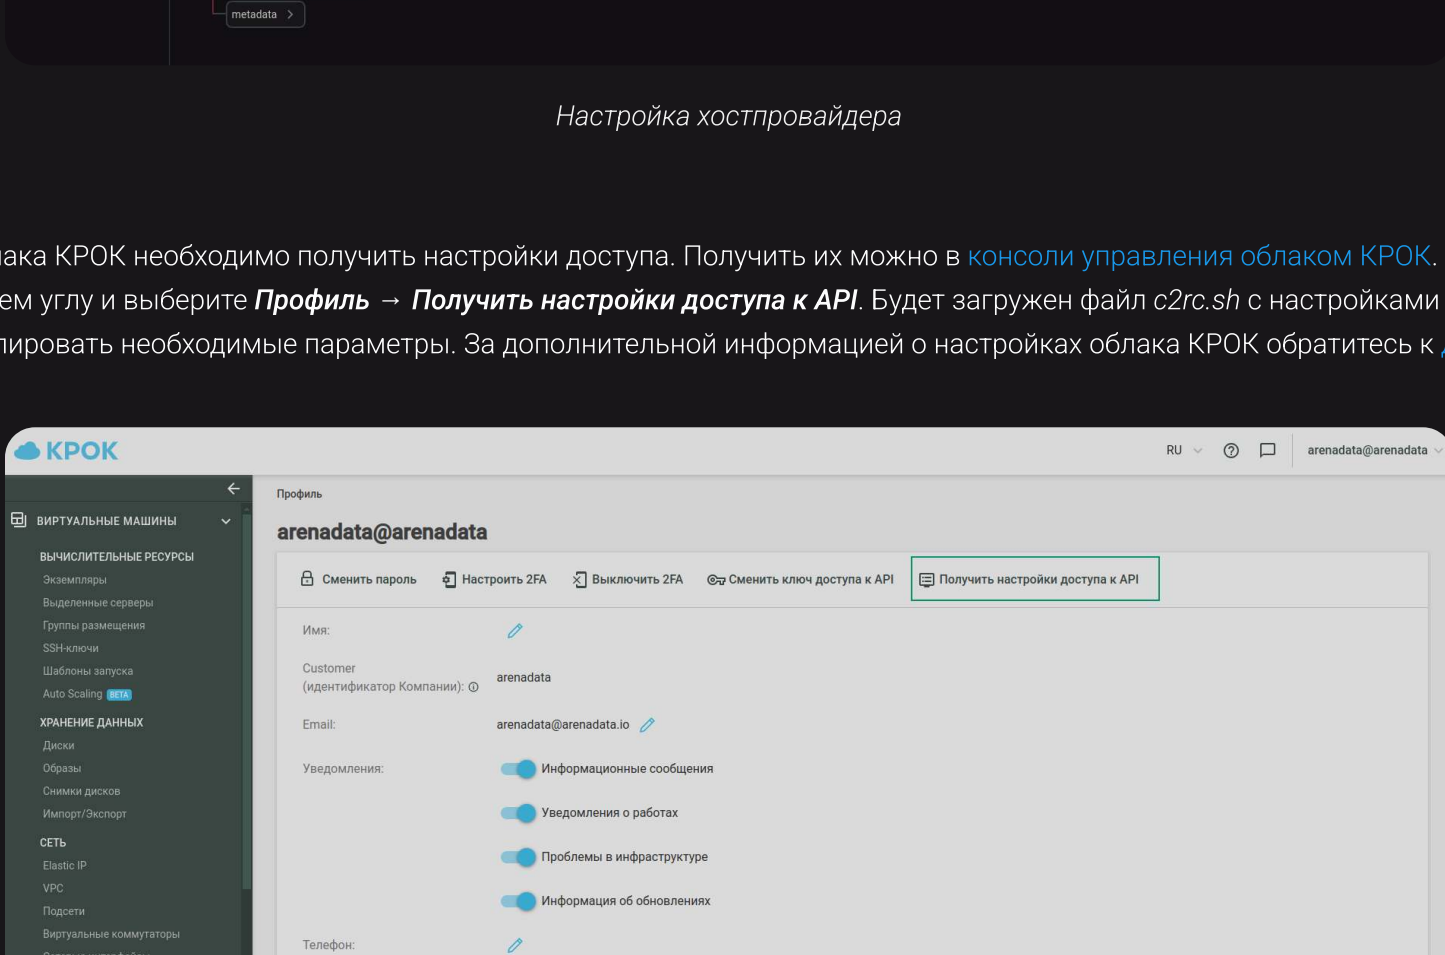 metadata
Настройка хостпровайдера
лака КРОК необходимо получить настройки доступа. Получить их можно в консоли управления облаком КРОК.
ем углу и выберите Профиль → Получить настройки доступа к API. Будет загружен файл c2rc.sh с настройками
пировать необходимые параметры. За дополнительной информацией о настройках облака КРОК обратитесь к
КРОК
RU
arenadata@arenadata
Профиль
ВИРТУАЛЬНЫЕ МАШИНЫ
arenadata@arenadata
ВЫЧИСЛИТЕЛЬНЫЕ РЕСУРСЫ
Экземпляры
Выделенные серверы
Группы размещения
SSH-ключи
Шаблоны запуска
Auto Scaling BETA
ХРАНЕНИЕ ДАННЫХ
Диски
Образы
Снимки дисков
Импорт/Экспорт
СЕТЬ
Elastic IP
VPC
Подсети
Виртуальные коммутаторы
Сменить пароль
Настроить 2FA
Выключить 2FA
Сменить ключ доступа к API
Получить настройки доступа к API
Имя:
Customer
(идентификатор Компании):
arenadata
Email:
arenadata@arenadata.io
Уведомления:
Информационные сообщения
Уведомления о работах
Проблемы в инфраструктуре
Информация об обновлениях
Телефон: